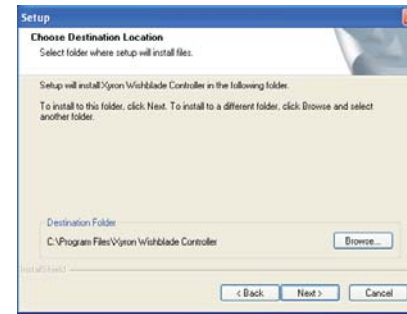 Setup
Choose Destination Location
Select folder where setup will install files.
Setup will install Xyron Wishblade Controller in the following folder.
To install to this folder, click Next. To install to a different folder, click Browse and select
another folder.
Destination Folder
C:\Program Files\Xyron Wishblade Controller
Browse...
InstallShield
< Back
Next >
Cancel